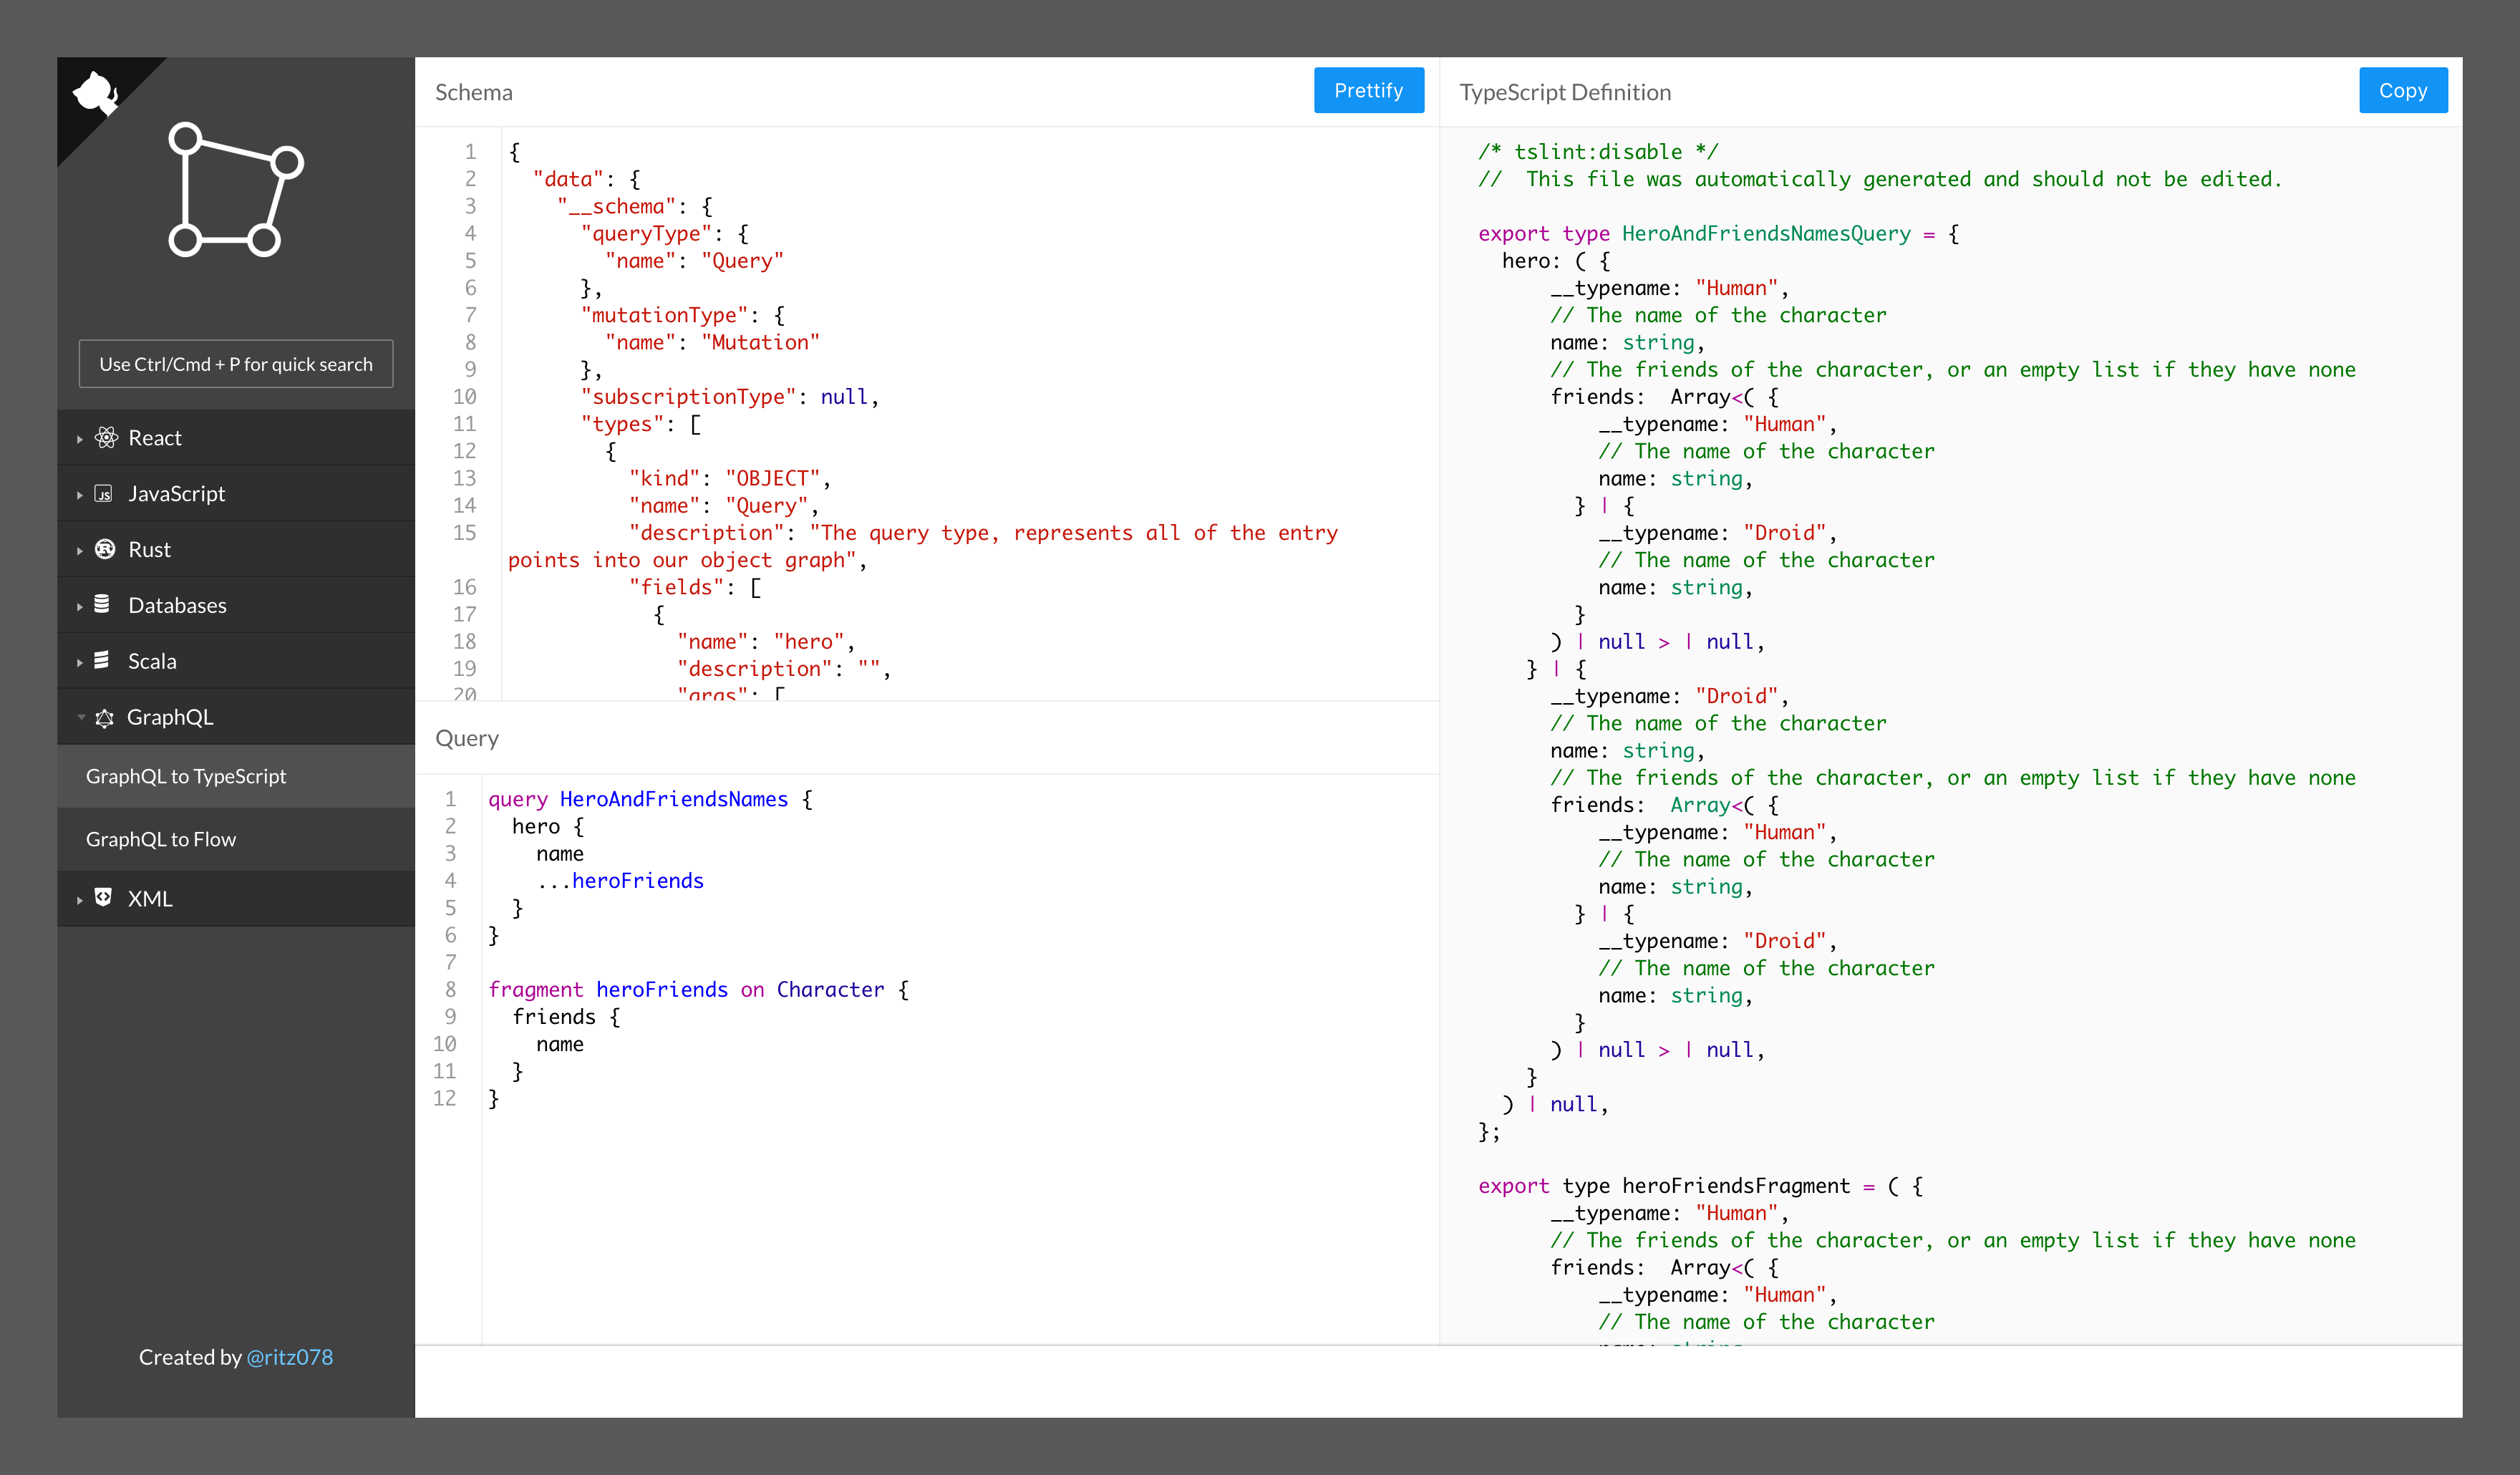 Use Ctrl/Cmd + P for quick search
React
JavaScript
Rust
Databases
Scala
GraphQL
GraphQL to TypeScript
GraphQL to Flow
XML
Created by @ritz078
Schema
Prettify
1 {
2   "data": {
3     "__schema": {
4       "queryType": {
5         "name": "Query"
6       },
7       "mutationType": {
8         "name": "Mutation"
9       },
10       "subscriptionType": null,
11       "types": [
12         {
13           "kind": "OBJECT",
14           "name": "Query",
15           "description": "The query type, represents all of the entry
points into our object graph",
16           "fields": [
17             {
18               "name": "hero",
19               "description": "",
20               "args": [
Query
1 query HeroAndFriendsNames {
2   hero {
3     name
4     ...heroFriends
5   }
6 }
7
8 fragment heroFriends on Character {
9   friends {
10     name
11   }
12 }
TypeScript Definition
Copy
/* tslint:disable */
//  This file was automatically generated and should not be edited.
export type HeroAndFriendsNamesQuery = {
  hero: ( {
      __typename: "Human",
      // The name of the character
      name: string,
      // The friends of the character, or an empty list if they have none
      friends:  Array<( {
          __typename: "Human",
          // The name of the character
          name: string,
        } | {
          __typename: "Droid",
          // The name of the character
          name: string,
        }
      ) | null > | null,
    } | {
      __typename: "Droid",
      // The name of the character
      name: string,
      // The friends of the character, or an empty list if they have none
      friends:  Array<( {
          __typename: "Human",
          // The name of the character
          name: string,
        } | {
          __typename: "Droid",
          // The name of the character
          name: string,
        }
      ) | null > | null,
    }
  ) | null,
};
export type heroFriendsFragment = ( {
      __typename: "Human",
      // The friends of the character, or an empty list if they have none
      friends:  Array<( {
          __typename: "Human",
          // The name of the character